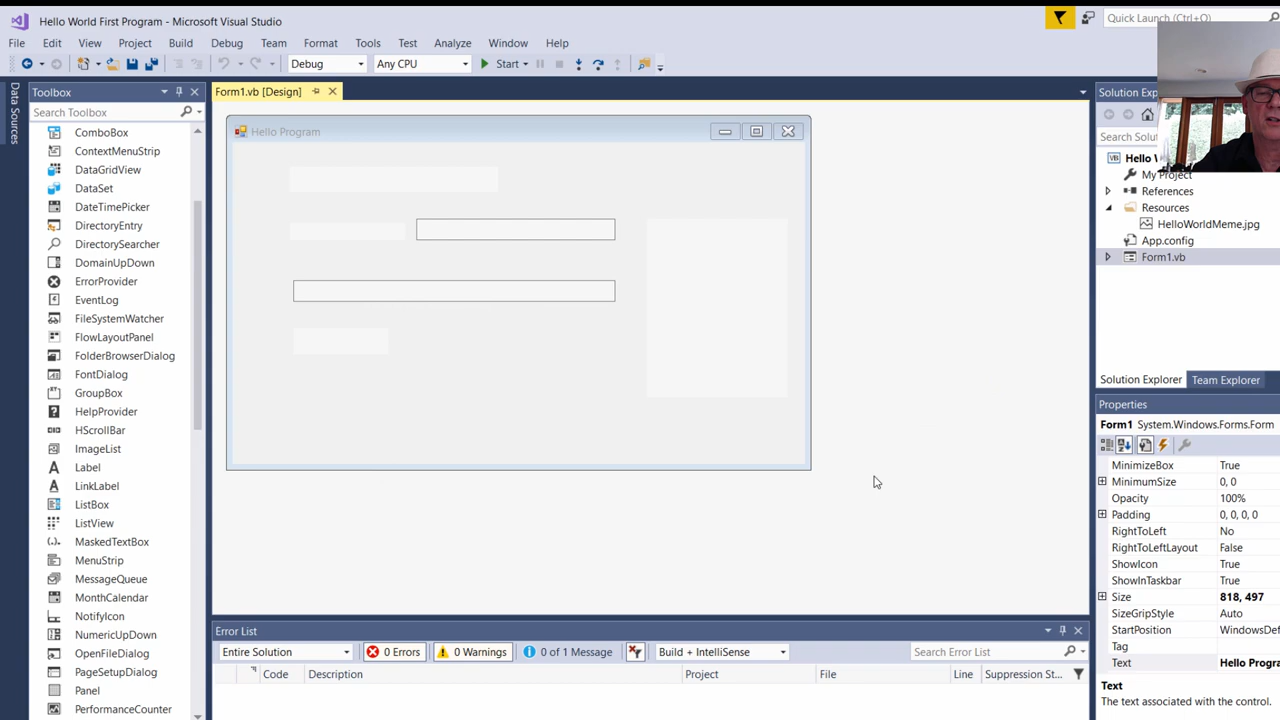 Hello World First Program - Microsoft Visual Studio
Quick Launch (Ctrl+Q)
File Edit View Project Build Debug Team Format Tools Test Analyze Window Help
Debug Any CPU Start
Data Sources
Toolbox
Search Toolbox
ComboBox
ContextMenuStrip
DataGridView
DataSet
DateTimePicker
DirectoryEntry
DirectorySearcher
DomainUpDown
ErrorProvider
EventLog
FileSystemWatcher
FlowLayoutPanel
FolderBrowserDialog
FontDialog
GroupBox
HelpProvider
HScrollBar
ImageList
Label
LinkLabel
ListBox
ListView
MaskedTextBox
MenuStrip
MessageQueue
MonthCalendar
NotifyIcon
NumericUpDown
OpenFileDialog
PageSetupDialog
Panel
PerformanceCounter
Form1.vb [Design]
Hello Program
Error List
Entire Solution 0 Errors 0 Warnings 0 of 1 Message Build + IntelliSense Search Error List
Code Description Project File Line Suppression St...
Solution Expl
Search Solu
VB Hello W
My Project
References
Resources
HelloWorldMeme.jpg
App.config
Form1.vb
Solution Explorer Team Explorer
Properties
Form1 System.Windows.Forms.Form
MinimizeBox True
MinimumSize 0, 0
Opacity 100%
Padding 0, 0, 0, 0
RightToLeft No
RightToLeftLayout False
ShowIcon True
ShowInTaskbar True
Size 818, 497
SizeGripStyle Auto
StartPosition WindowsDef
Tag
Text Hello Progra
Text
The text associated with the control.